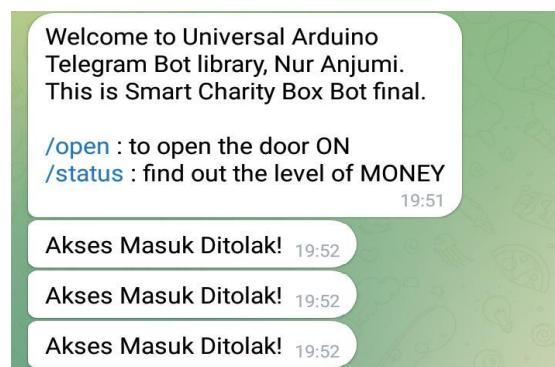 Welcome to Universal Arduino
Telegram Bot library, Nur Anjumi.
This is Smart Charity Box Bot final.
/open : to open the door ON
/status : find out the level of MONEY
19:51
Akses Masuk Ditolak! 19:52
Akses Masuk Ditolak! 19:52
Akses Masuk Ditolak! 19:52